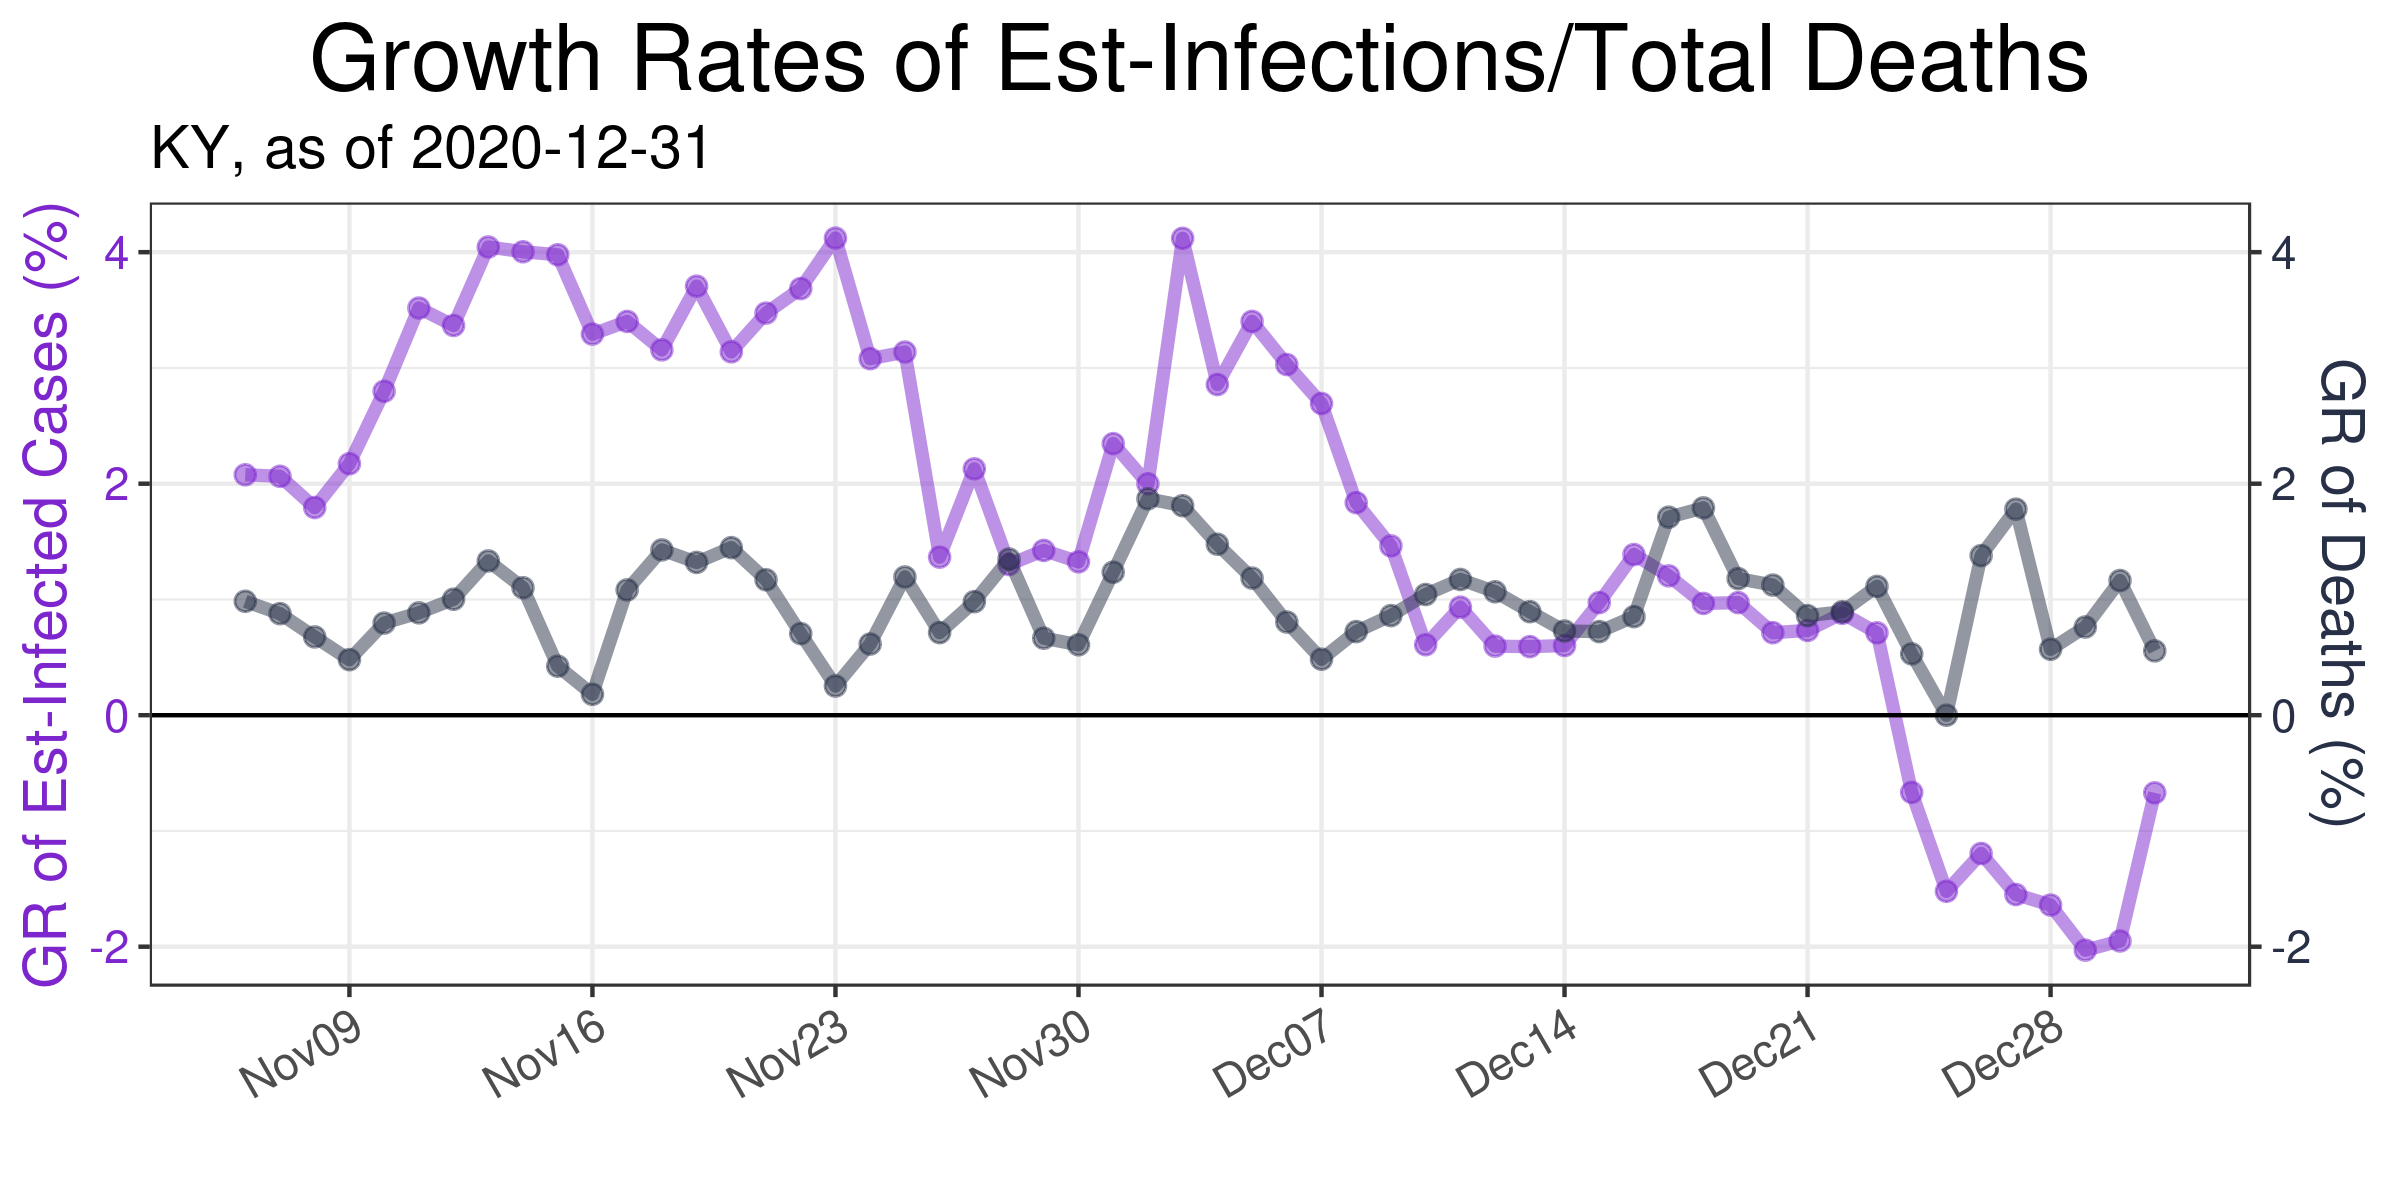 Growth Rates of Est-Infections/Total Deaths
KY, as of 2020-12-31
GR of Est-Infected Cases (%)
4
2
0
-2
4
2
0
-2
GR of Deaths (%)
Nov09
Nov16
Nov23
Nov30
Dec07
Dec14
Dec21
Dec28